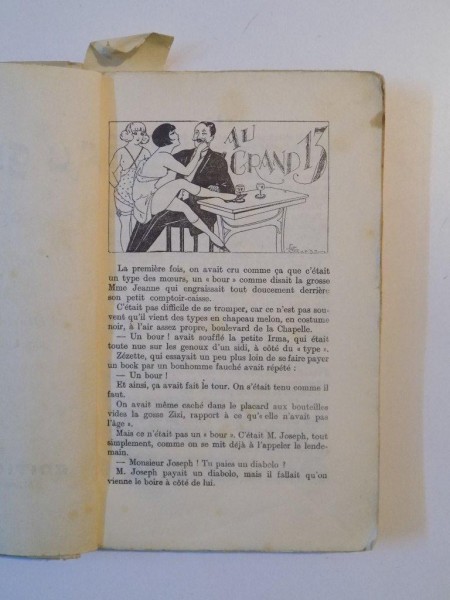 AU
GRAND 13
La première fois, on avait cru comme ça que c'était
un type des mœurs, un « bour » comme disait la grosse
Mme Jeanne qui engraissait tout doucement derrière
son petit comptoir-caisse.
C'était pas difficile de se tromper, car ce n'est pas sou-
vent qu'il vient des types en chapeau melon, en costume
noir, à l'air assez propre, boulevard de la Chapelle.
— Un bour ! avait soufflé la petite Irma, qui était
toute nue sur les genoux d'un sidi, à côté du « type ».
Zézette, qui essayait un peu plus loin de se faire payer
un bock par un bonhomme fauché avait répété :
— Un bour !
Et ainsi, ça avait fait le tour. On s'était tenu comme il
faut.
On avait même caché dans le placard aux bouteilles
vides la gosse Zizi, rapport à ce qu'elle n'avait pas
l'âge ».
Mais ce n'était pas un « bour ». C'était M. Joseph, tout
simplement, comme on se mit déjà à l'appeler le lende-
main.
— Monsieur Joseph ! Tu paies un diabolo ?
M. Joseph payait un diabolo, mais il fallait qu'on
vienne le boire à côté de lui.